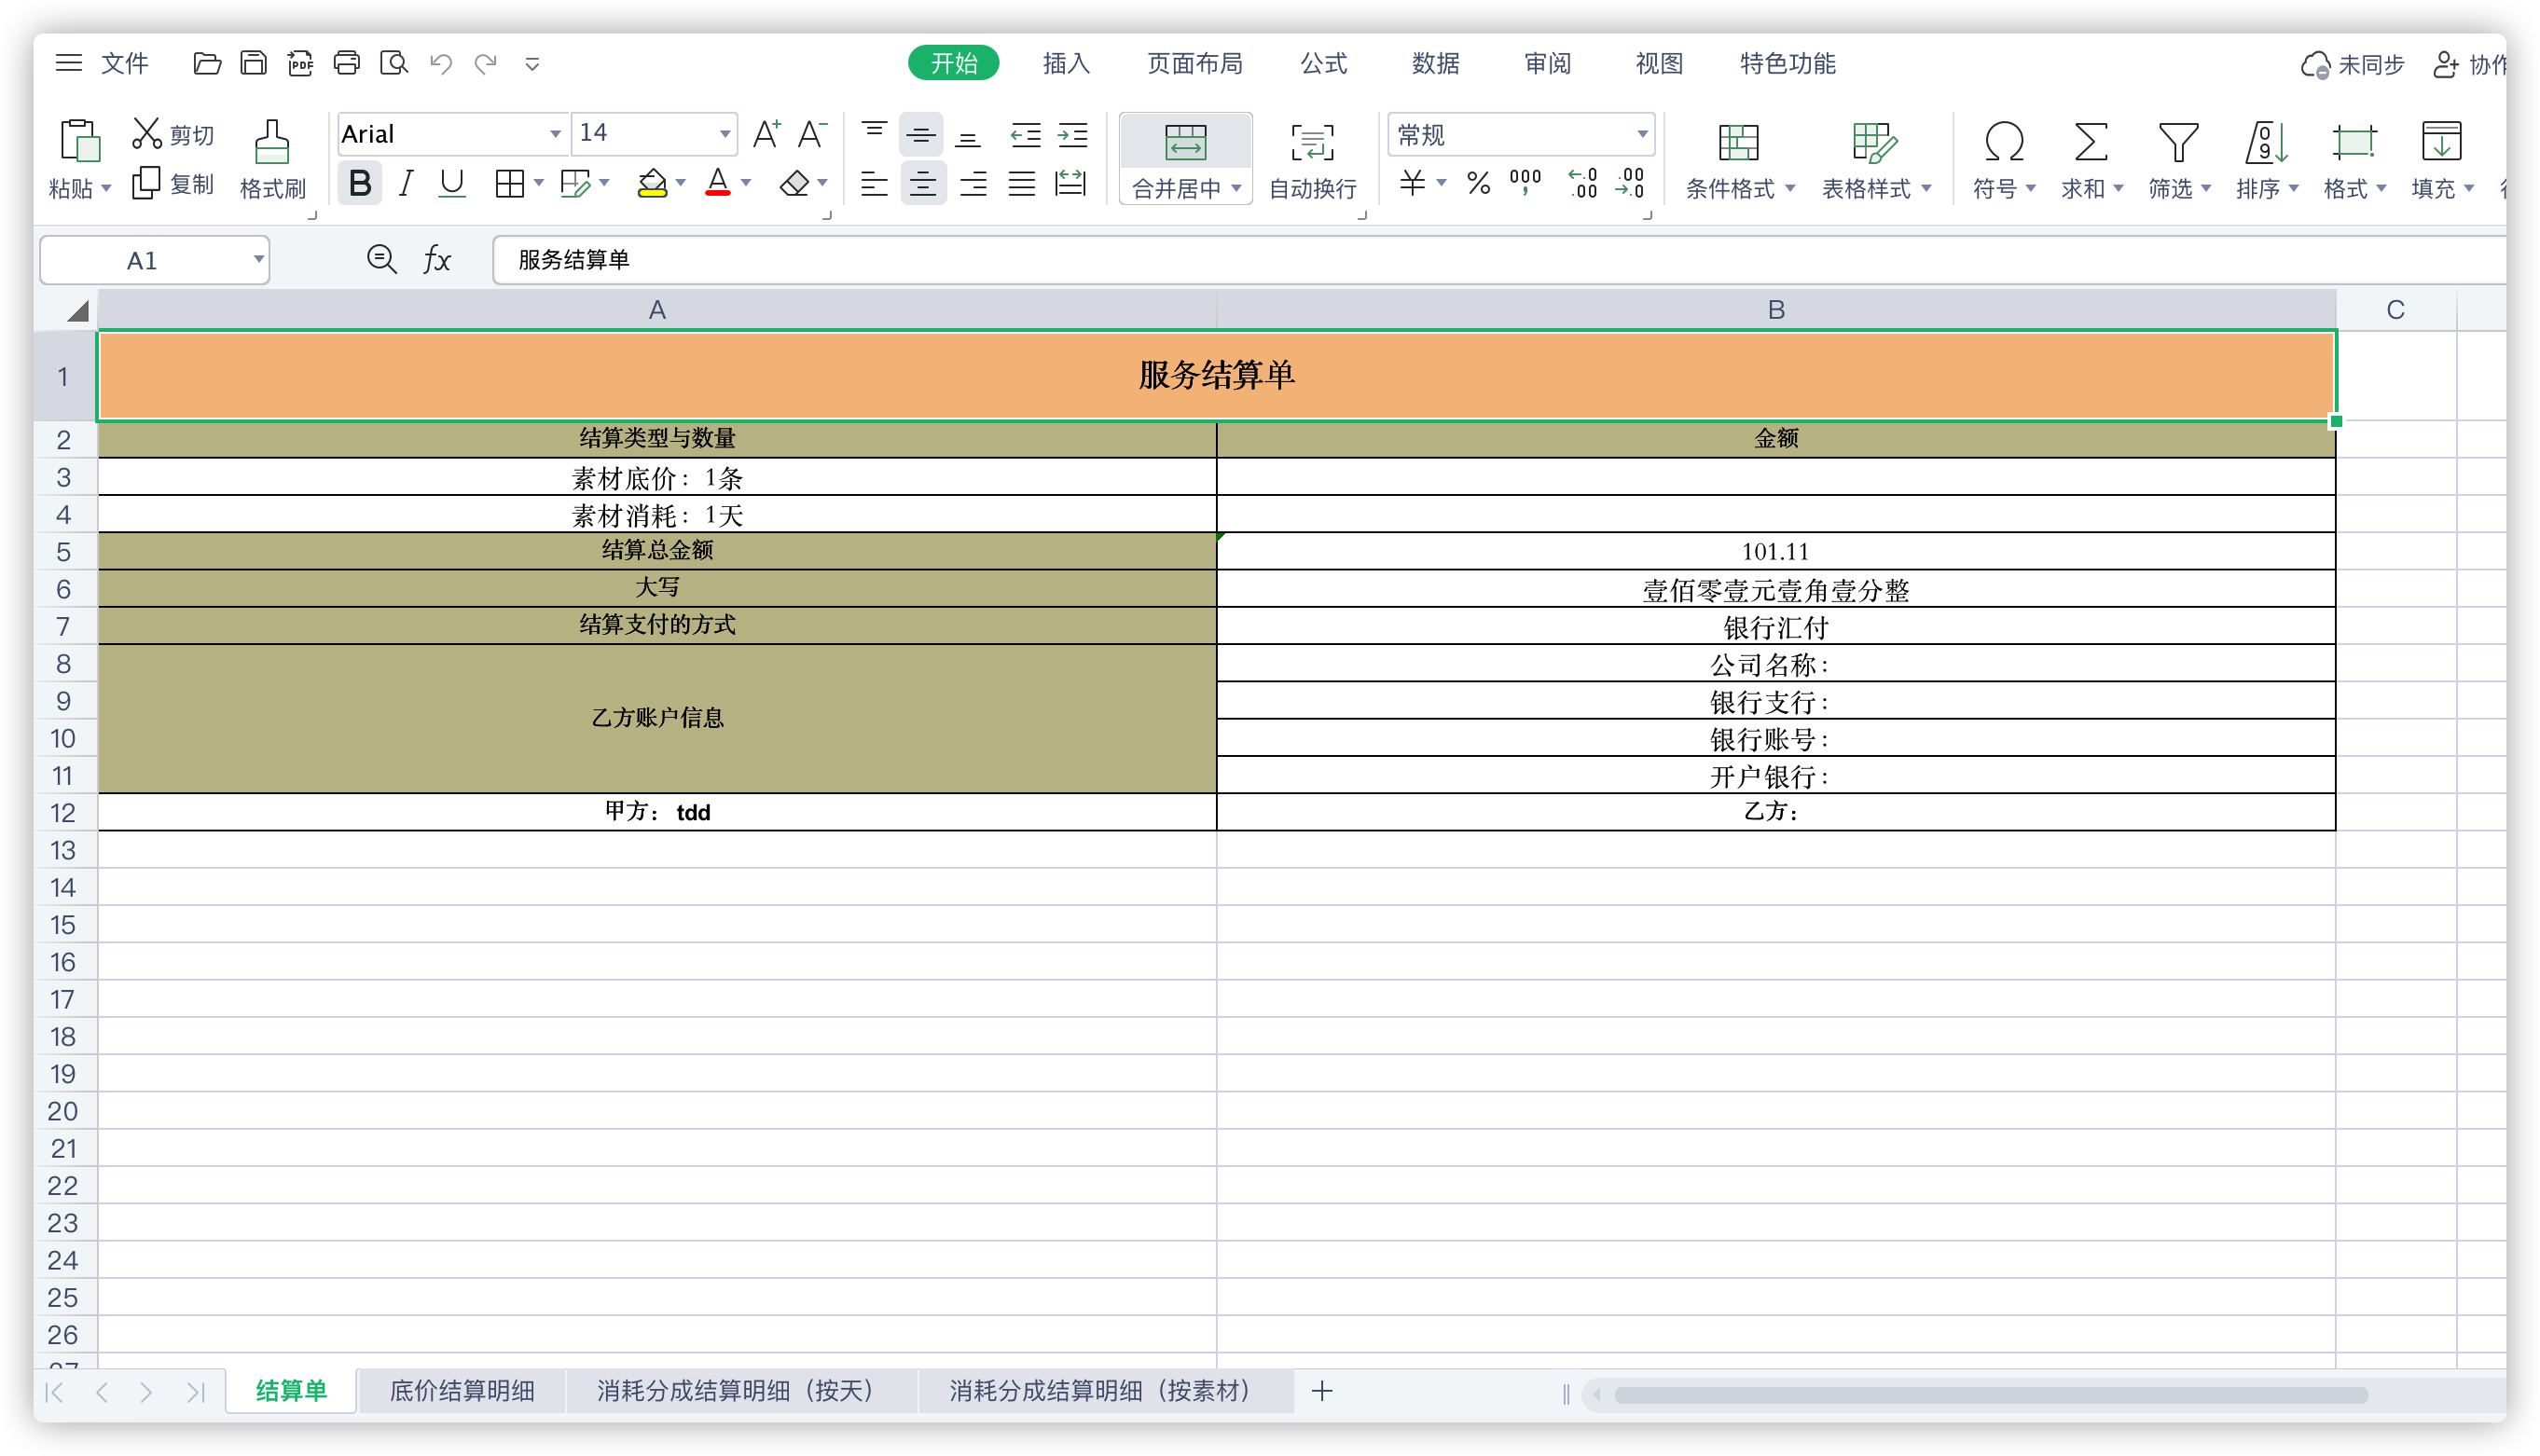 文件 开始 插入 页面布局 公式 数据 审阅 视图 特色功能 未同步 协作
剪切 Arial 14 常规
粘贴 复制 格式刷 合并居中 自动换行 条件格式 表格样式 符号 求和 筛选 排序 格式 填充
A1 fx 服务结算单
A B C
1 服务结算单
2 结算类型与数量 金额
3 素材底价：1条
4 素材消耗：1天
5 结算总金额 101.11
6 大写 壹佰零壹元壹角壹分整
7 结算支付的方式 银行汇付
8 公司名称：
9 银行支行：
乙方账户信息
10 银行账号：
11 开户银行：
12 甲方： tdd 乙方：
13
14
15
16
17
18
19
20
21
22
23
24
25
26
27
结算单 底价结算明细 消耗分成结算明细（按天） 消耗分成结算明细（按素材） +